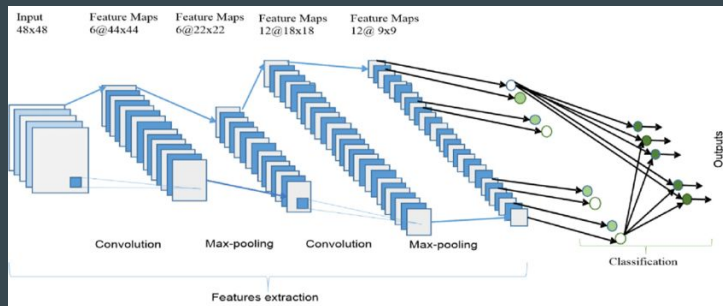 Input
48x48
Feature Maps
6@44x44
Feature Maps
6@22x22
Feature Maps
12@18x18
Feature Maps
12@ 9x9
Outputs
Convolution
Max-pooling
Convolution
Max-pooling
Classification
Features extraction